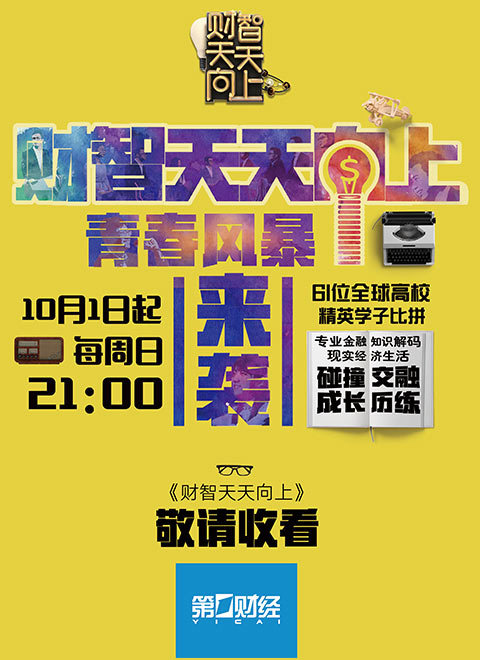 财智
天天
向上
财智天天向上
青春风暴
来袭
10月1日起
每周日
21:00
61位全球高校
精英学子比拼
专业金融 知识解码
现实经 济生活
碰撞 交融
成长 历练
《财智天天向上》
敬请收看
第一财经
YICAI